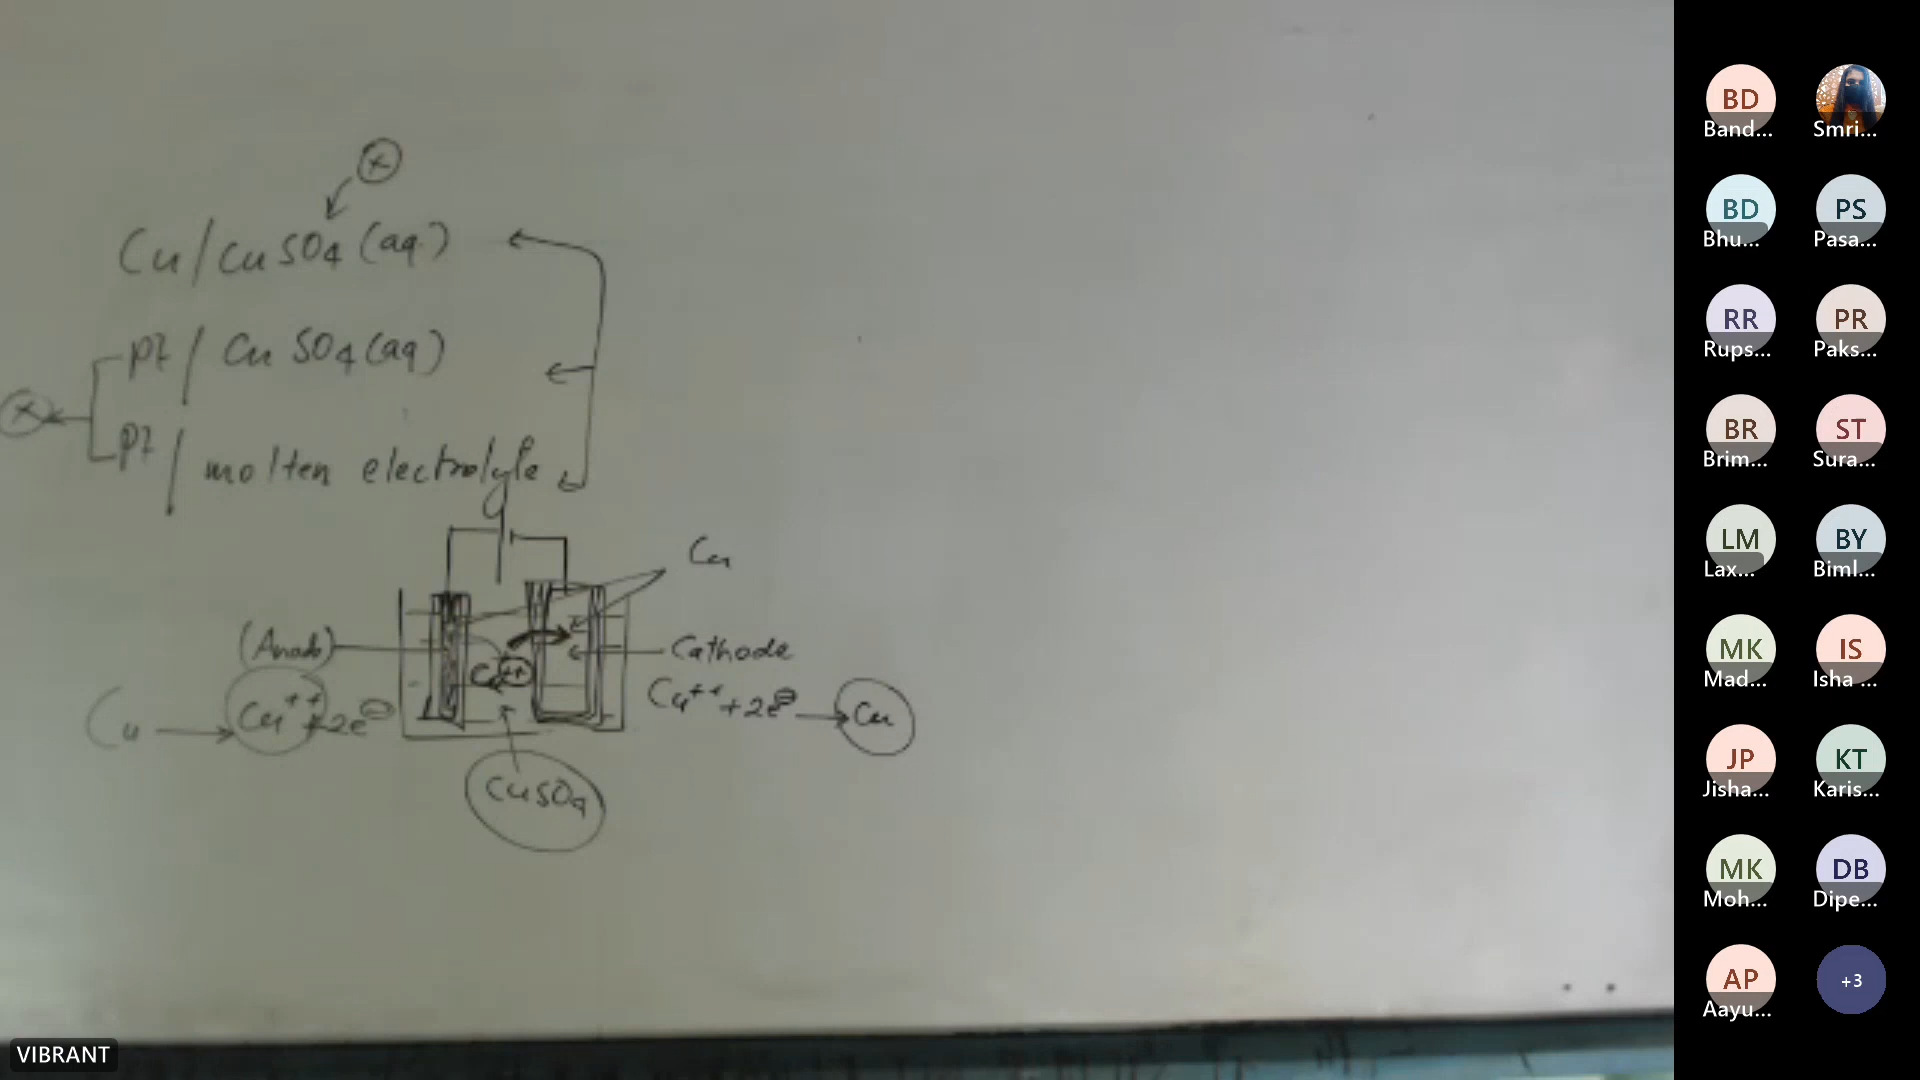 Cu/CuSO4(aq.)
Pt/CuSO4(aq)
Pt/molten electrolyte
Cu
(Anode)
Cathode
Cu++
Cu → Cu++ + 2e⊖
Cu++ + 2e⊖ → Cu
CuSO4
BD
Band...
Smri...
BD
Bhu...
PS
Pasa...
RR
Rups...
PR
Paks...
BR
Brim...
ST
Sura...
LM
Lax...
BY
Biml...
MK
Mad...
IS
Isha ...
JP
Jisha...
KT
Karis...
MK
Moh...
DB
Dipe...
AP
Aayu...
+3
VIBRANT